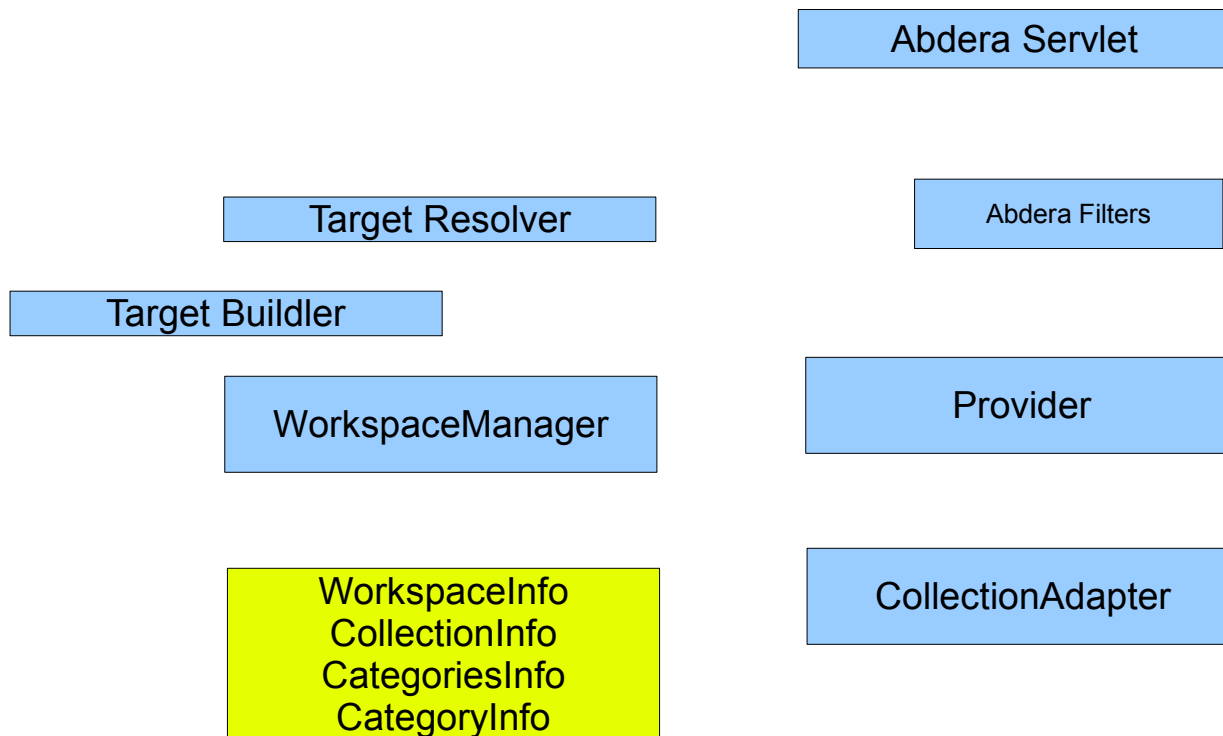 Abdera Servlet
Target Resolver
Abdera Filters
Target Buildler
WorkspaceManager
Provider
WorkspaceInfo
CollectionInfo
CategoriesInfo
CategoryInfo
CollectionAdapter